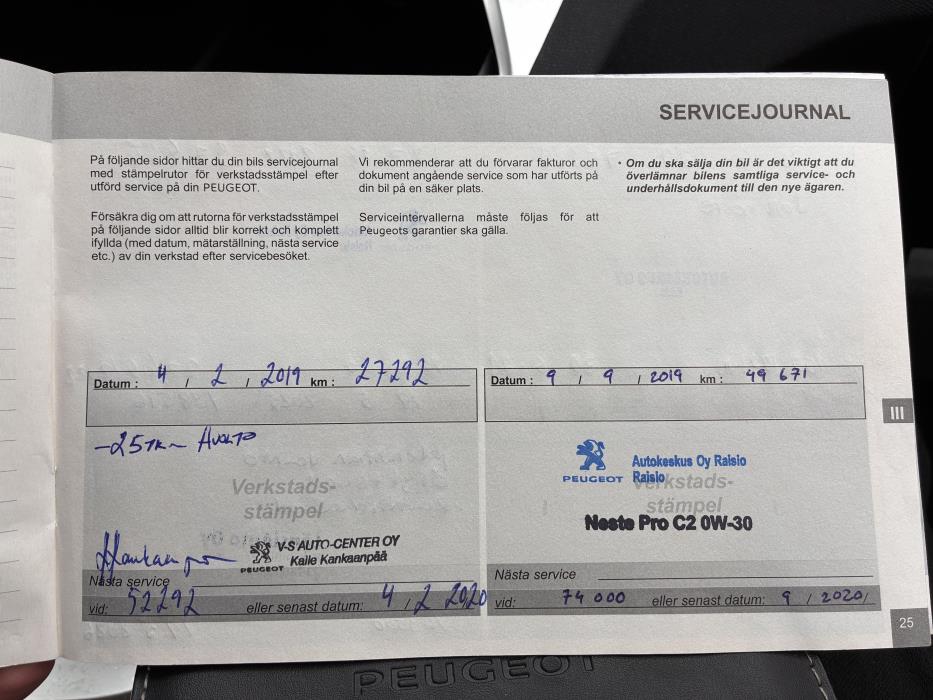 SERVICEJOURNAL
På följande sidor hittar du din bils servicejournal
med stämpelrutor för verkstadsstämpel efter
utförd service på din PEUGEOT.
Försäkra dig om att rutorna för verkstadsstämpel
på följande sidor alltid blir korrekt och komplett
ifyllda (med datum, mätarställning, nästa service
etc.) av din verkstad efter servicebesöket.
Vi rekommenderar att du förvarar fakturor och
dokument angående service som har utförts på
din bil på en säker plats.
Serviceintervallerna måste följas för att
Peugeots garantier ska gälla.
• Om du ska sälja din bil är det viktigt att du
överlämnar bilens samtliga service- och
underhållsdokument till den nye ägaren.
Datum : 4 / 2 / 2019 km : 27292
-25TK~ HUOLTO
Verkstads-
stämpel
V-S AUTO-CENTER OY
Kalle Kankaanpää
PEUGEOT
Nästa service
vid: 52292 eller senast datum: 4 / 2 2020
Datum : 9 / 9 / 2019 km : 49 671
PEUGEOT
Autokeskus Oy Raisio
Raisio
Verkstads-
stämpel
Neste Pro C2 0W-30
Nästa service
vid: 74 000 eller senast datum: 9 / 2020 /
III
25
PEUGEOT